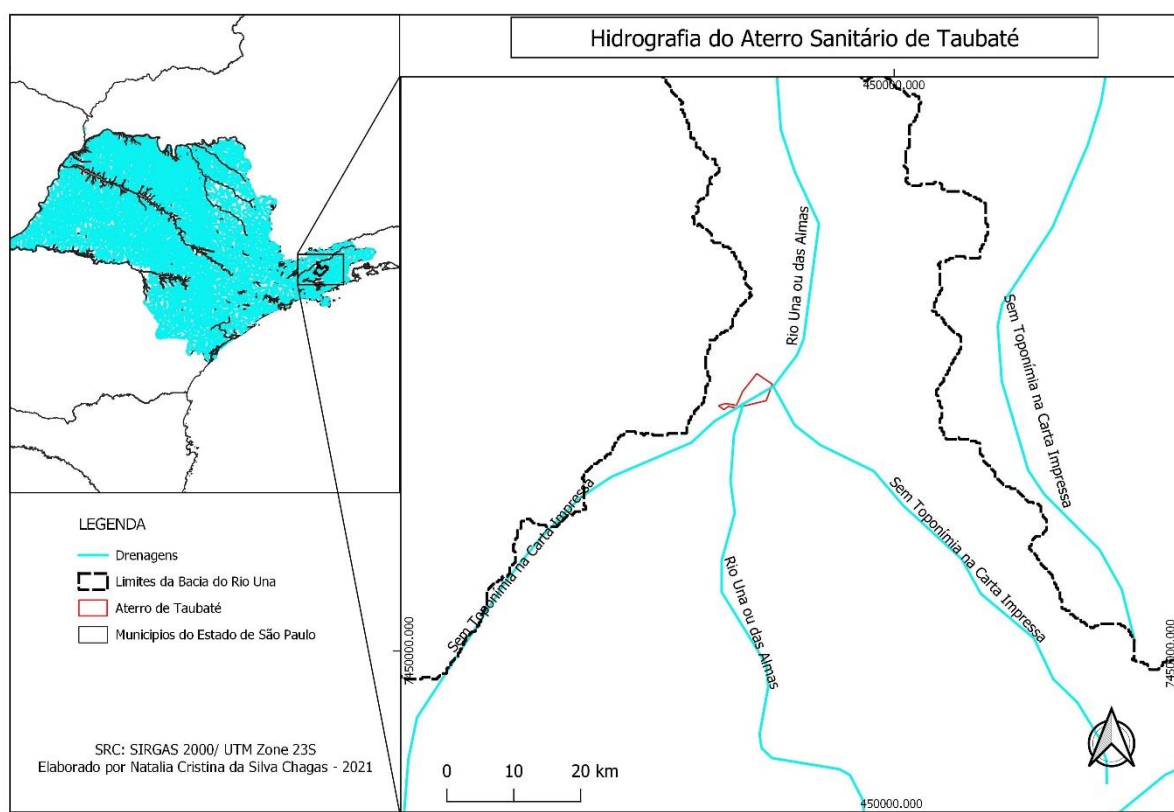 Hidrografia do Aterro Sanitário de Taubaté
450000.000
Rio Una ou das Almas
Sem Toponímia na Carta Impressa
Sem Toponímia na Carta Impressa
Sem Toponímia na Carta Impressa
Rio Una ou das Almas
7450000.000
7450000.000
450000.000
LEGENDA
Drenagens
Limites da Bacia do Rio Una
Aterro de Taubaté
Municipios do Estado de São Paulo
SRC: SIRGAS 2000/ UTM Zone 23S
Elaborado por Natalia Cristina da Silva Chagas - 2021
0 10 20 km